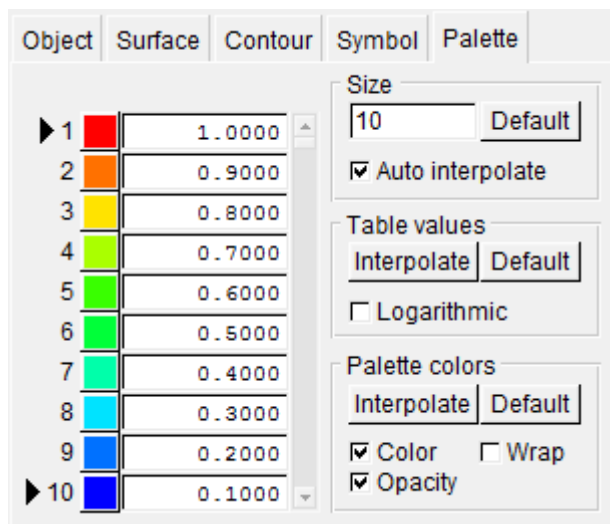 Object Surface Contour Symbol Palette
Size
10 Default
Auto interpolate
Table values
Interpolate Default
Logarithmic
Palette colors
Interpolate Default
Color Wrap
Opacity
1 1.0000
2 0.9000
3 0.8000
4 0.7000
5 0.6000
6 0.5000
7 0.4000
8 0.3000
9 0.2000
10 0.1000